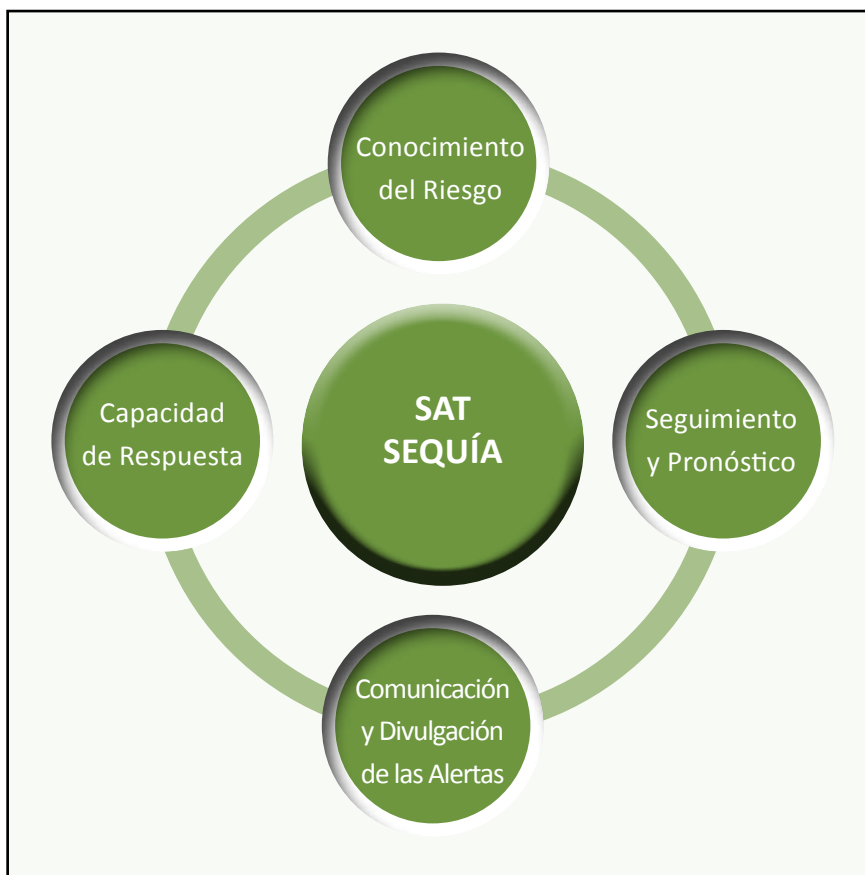 Conocimiento
del Riesgo
Capacidad
de Respuesta
SAT
SEQUÍA
Seguimiento
y Pronóstico
Comunicación
y Divulgación
de las Alertas